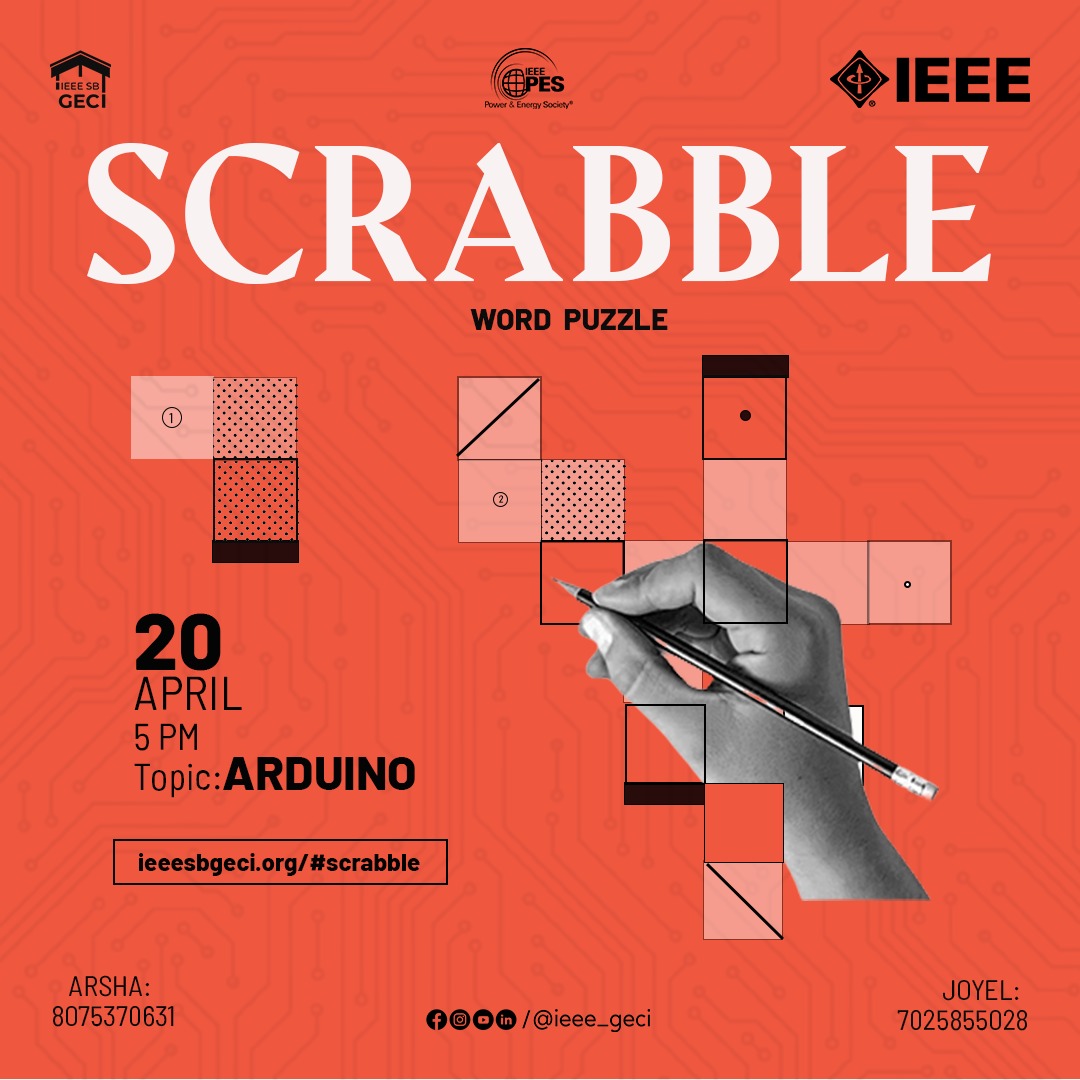 IEEE SB
GECI
IEEE
PES
Power & Energy Society®
IEEE
®
SCRABBLE
WORD PUZZLE
1
2
20
APRIL
5 PM
Topic:ARDUINO
ieeesbgeci.org/#scrabble
ARSHA:
8075370631
/@ieee_geci
JOYEL:
7025855028